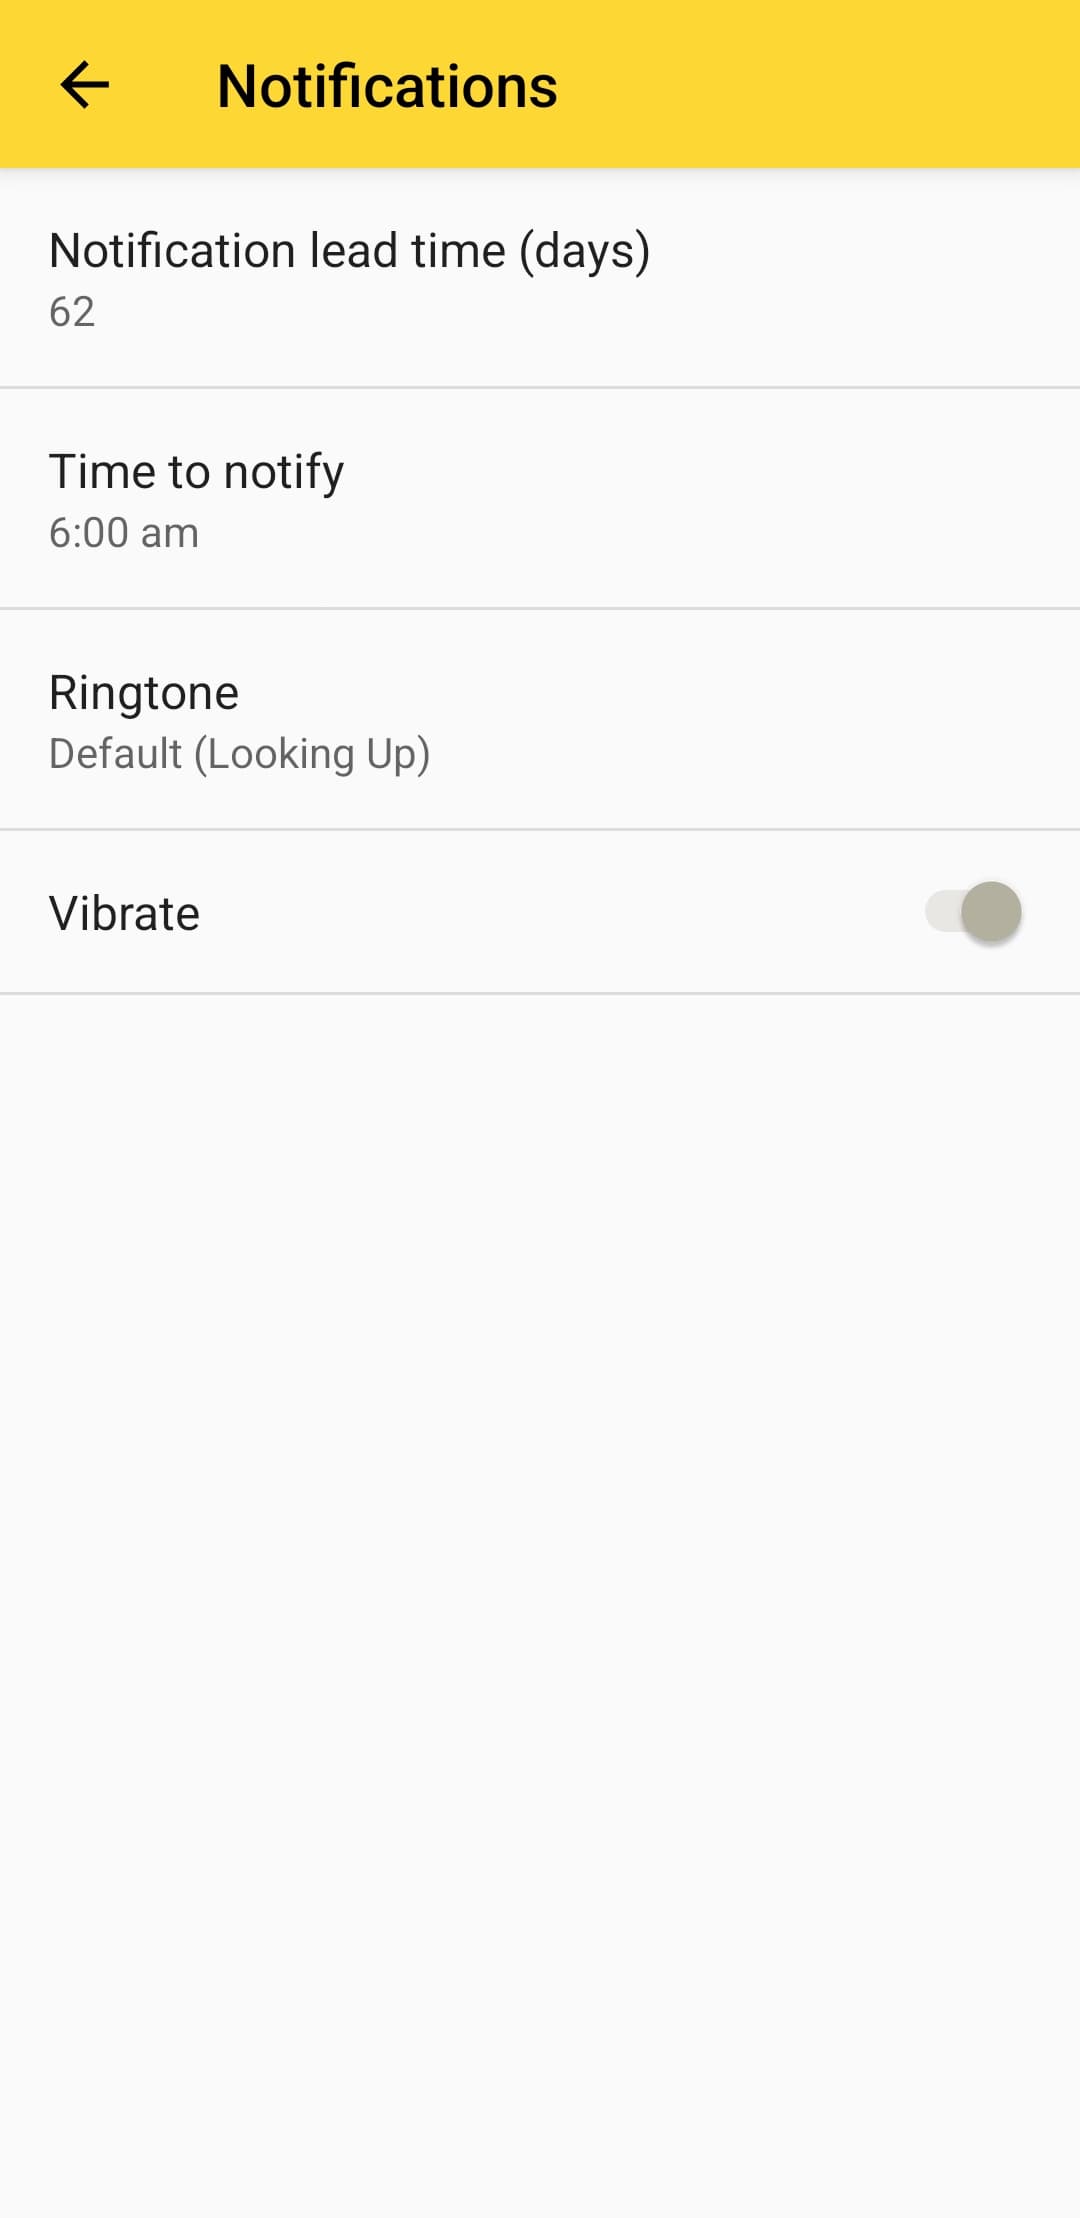 Notifications
Notification lead time (days)
62
Time to notify
6:00 am
Ringtone
Default (Looking Up)
Vibrate